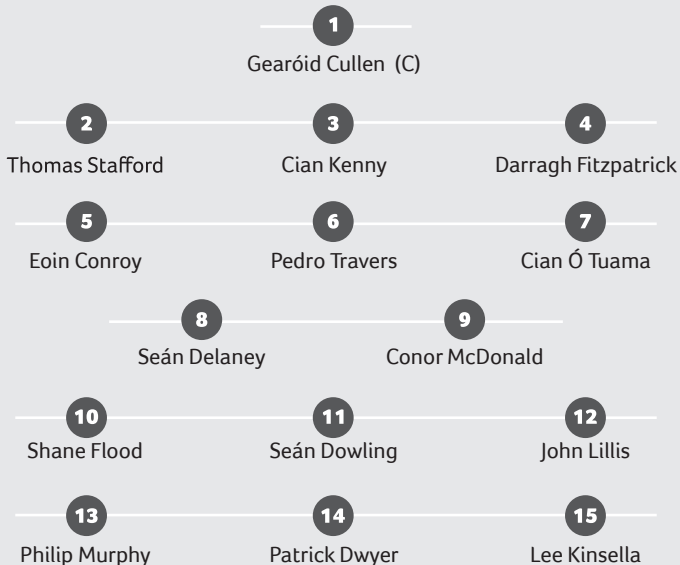 1
Gearóid Cullen (C)
2 3 4
Thomas Stafford Cian Kenny Darragh Fitzpatrick
5 6 7
Eoin Conroy Pedro Travers Cian Ó Tuama
8 9
Seán Delaney Conor McDonald
10 11 12
Shane Flood Seán Dowling John Lillis
13 14 15
Philip Murphy Patrick Dwyer Lee Kinsella